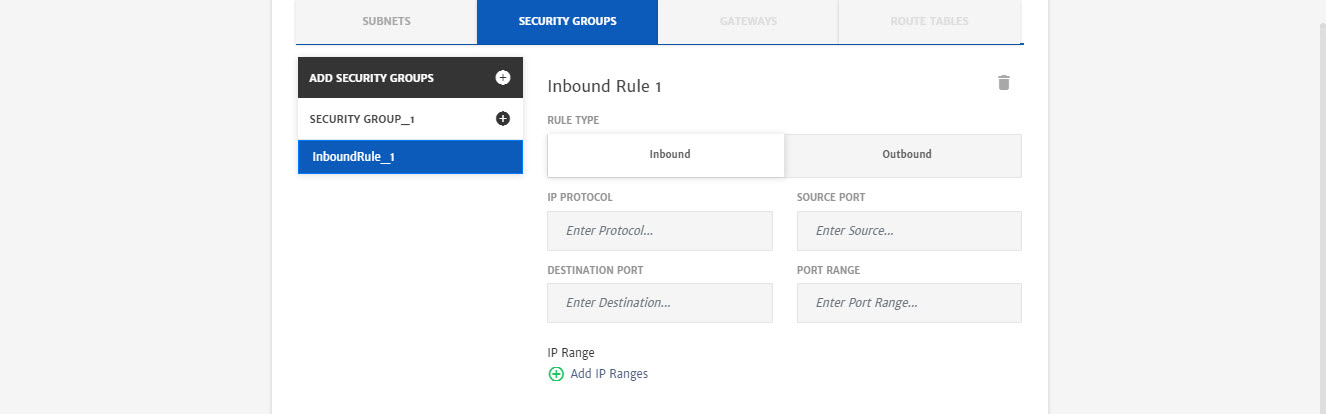 SUBNETS
SECURITY GROUPS
GATEWAYS
ROUTE TABLES
ADD SECURITY GROUPS
SECURITY GROUP_1
InboundRule_1
Inbound Rule 1
RULE TYPE
Inbound
Outbound
IP PROTOCOL
SOURCE PORT
Enter Protocol...
Enter Source...
DESTINATION PORT
PORT RANGE
Enter Destination...
Enter Port Range...
IP Range
Add IP Ranges